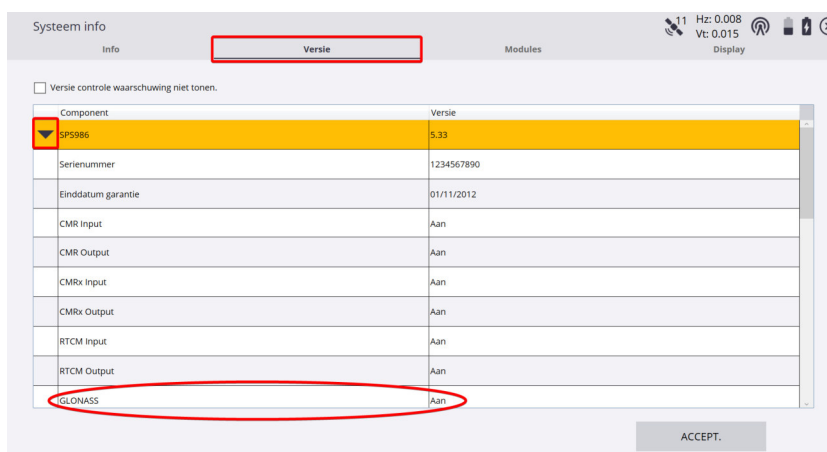 Systeem info
11 Hz: 0.008
Vt: 0.015
Info Versie Modules Display
Versie controle waarschuwing niet tonen.
Component Versie
SPS986 5.33
Serienummer 1234567890
Einddatum garantie 01/11/2012
CMR Input Aan
CMR Output Aan
CMRx Input Aan
CMRx Output Aan
RTCM Input Aan
RTCM Output Aan
GLONASS Aan
ACCEPT.